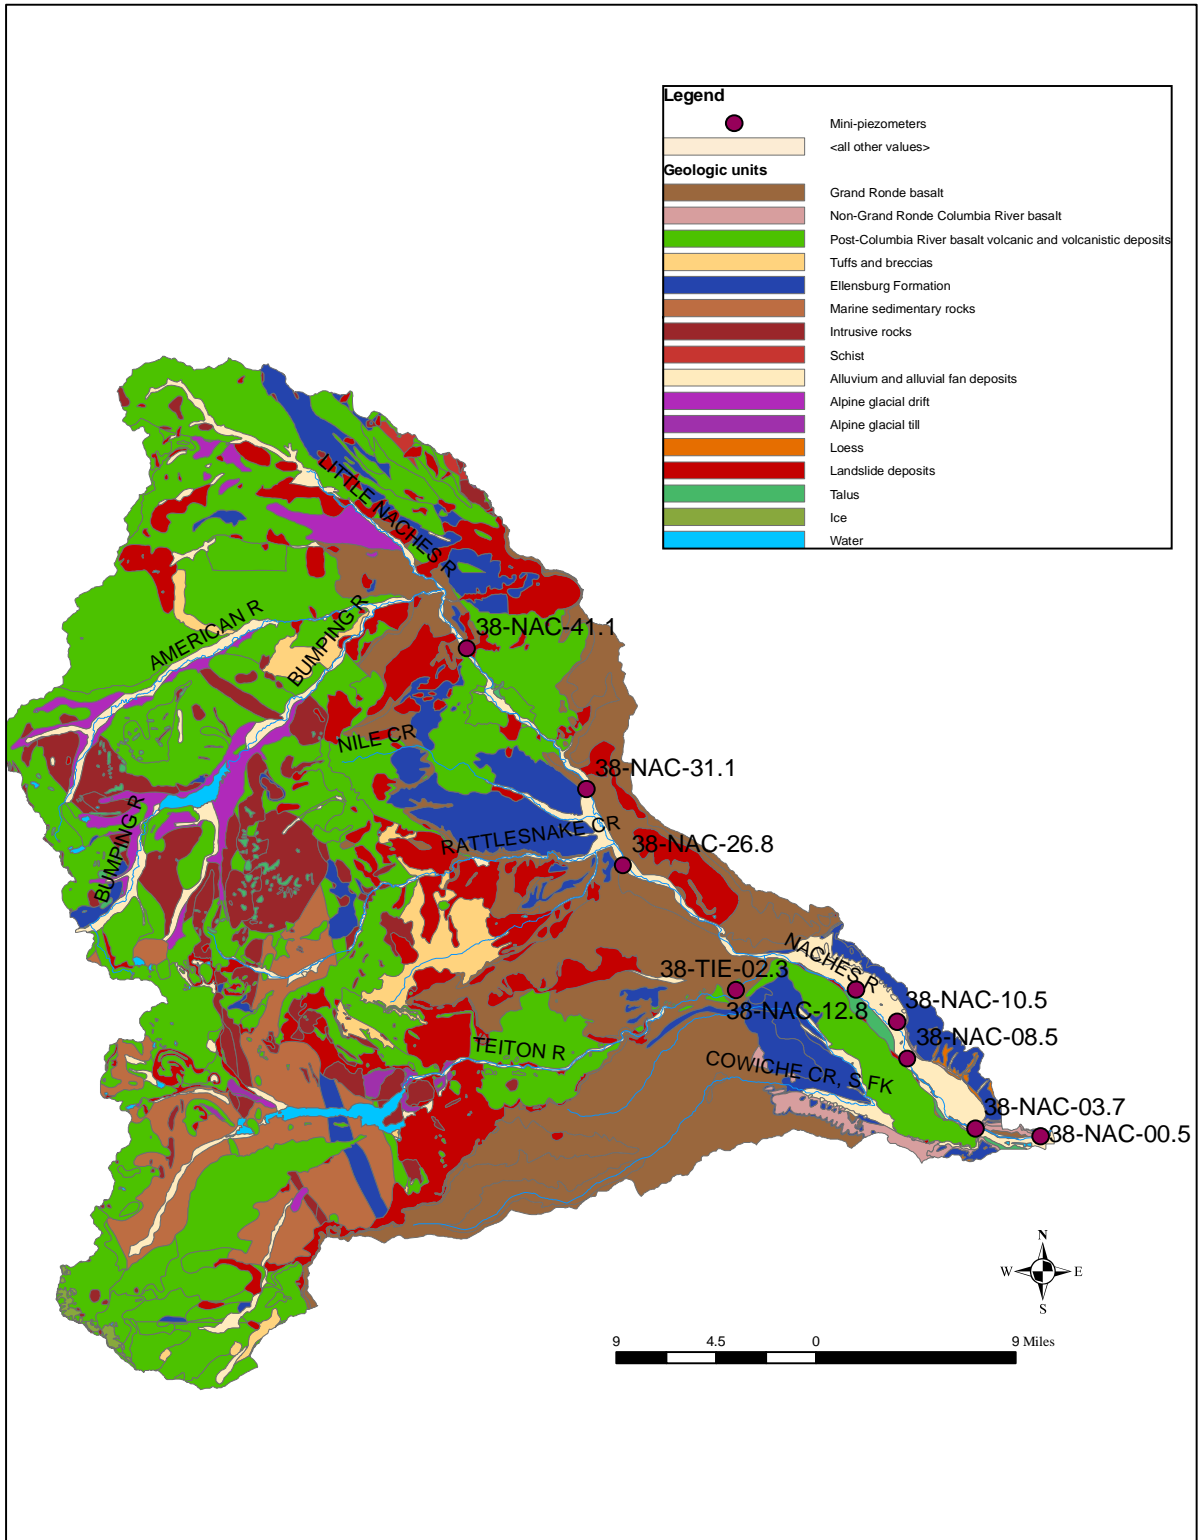 Legend
Mini-piezometers
<all other values>
Geologic units
Grand Ronde basalt
Non-Grand Ronde Columbia River basalt
Post-Columbia River basalt volcanic and volcanistic deposits
Tuffs and breccias
Ellensburg Formation
Marine sedimentary rocks
Intrusive rocks
Schist
Alluvium and alluvial fan deposits
Alpine glacial drift
Alpine glacial till
Loess
Landslide deposits
Talus
Ice
Water
LITTLE NACHES R
AMERICAN R
BUMPING R
38-NAC-41.1
NILE CR
38-NAC-31.1
BUMPING R
RATTLESNAKE CR
38-NAC-26.8
NACHES R
38-TIE-02.3
38-NAC-12.8
38-NAC-10.5
38-NAC-08.5
TEITON R
COWICHE CR, S FK
38-NAC-03.7
38-NAC-00.5
N
W E
S
9 4.5 0 9 Miles